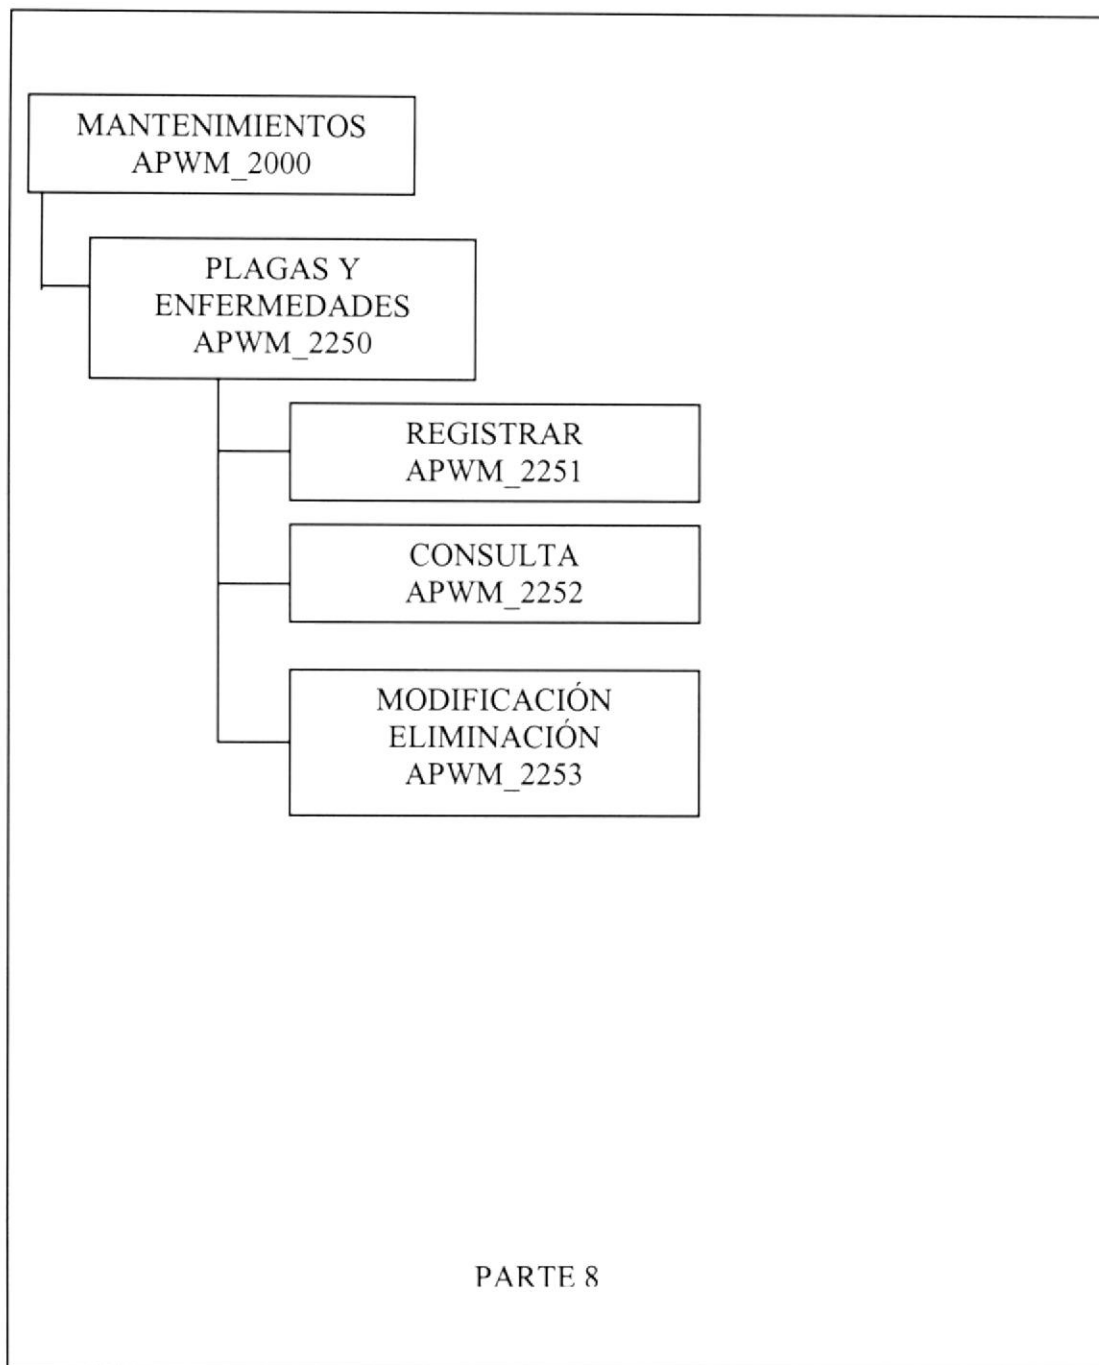 MANTENIMIENTOS
APWM_2000
PLAGAS Y
ENFERMEDADES
APWM_2250
REGISTRAR
APWM_2251
CONSULTA
APWM_2252
MODIFICACIÓN
ELIMINACIÓN
APWM_2253
PARTE 8